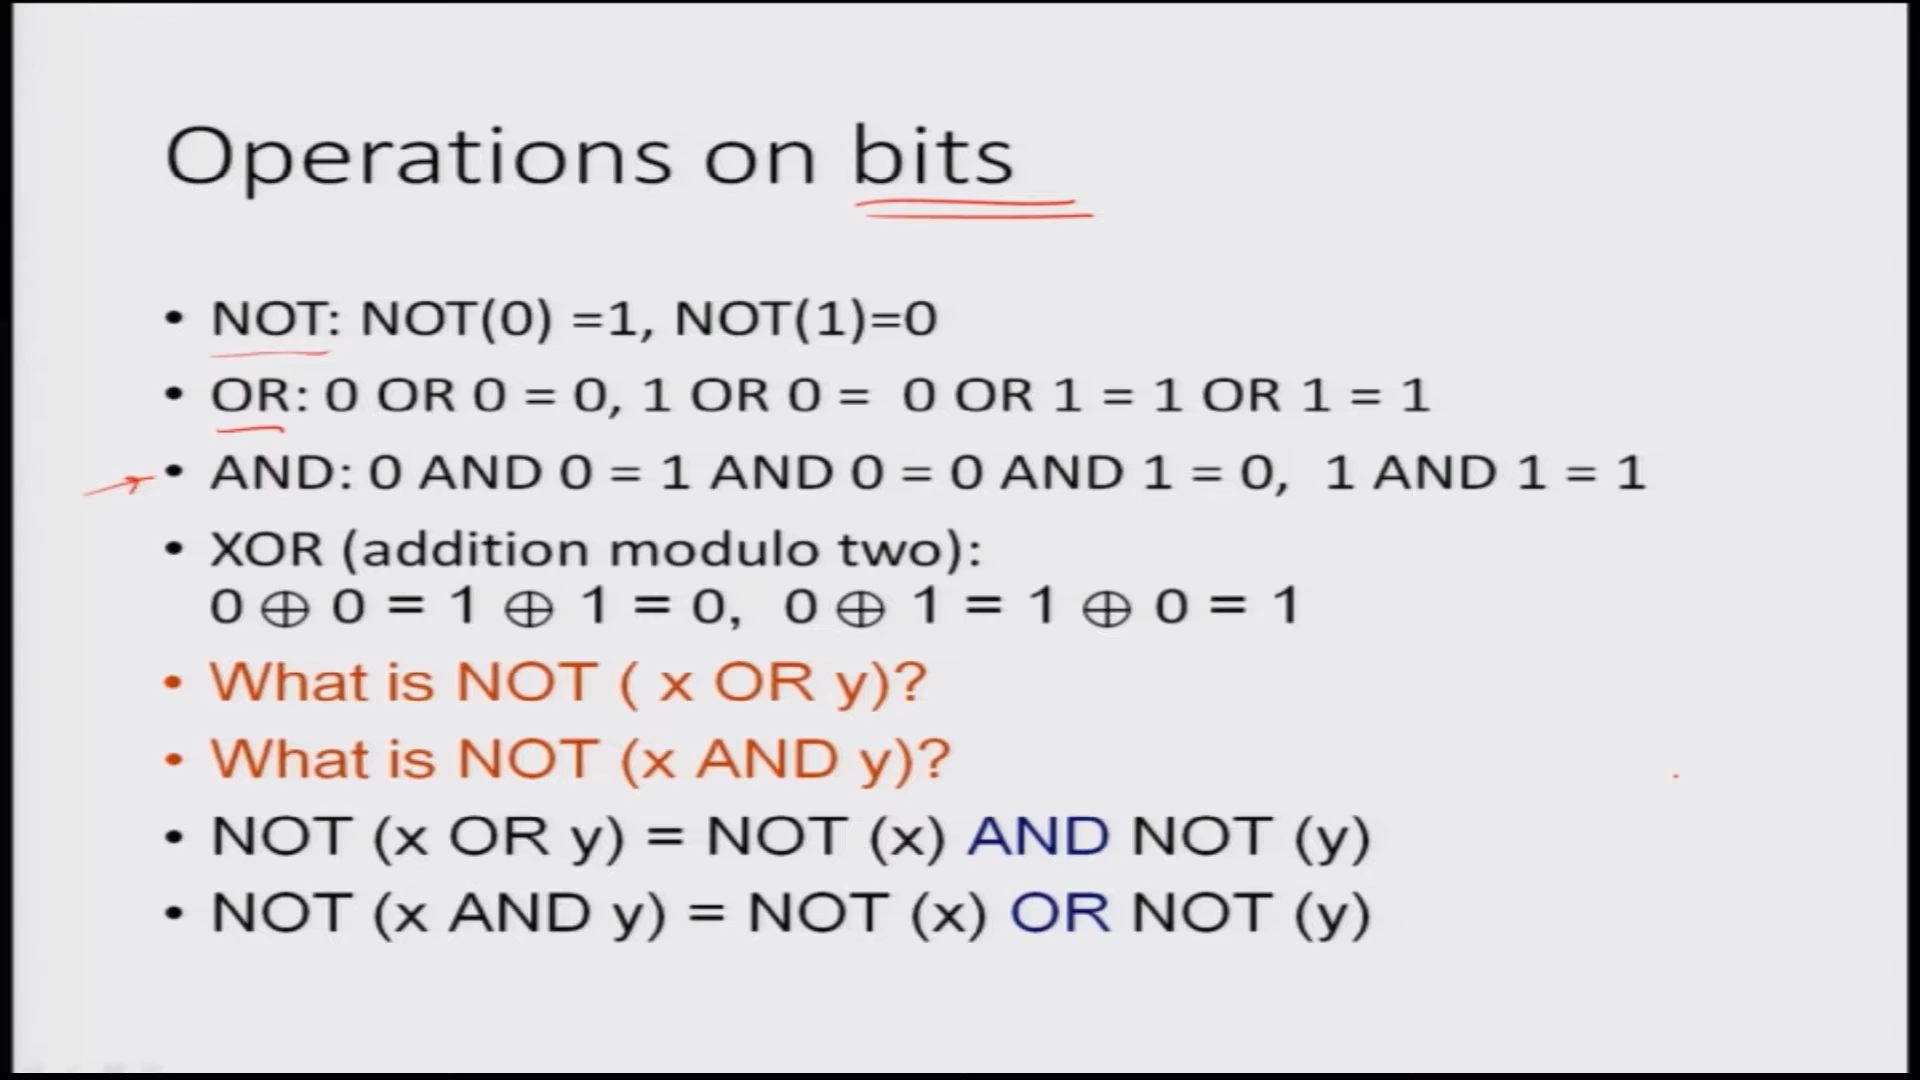 Operations on bits
• NOT: NOT(0) =1, NOT(1)=0
• OR: 0 OR 0 = 0, 1 OR 0 = 0 OR 1 = 1 OR 1 = 1
• AND: 0 AND 0 = 1 AND 0 = 0 AND 1 = 0, 1 AND 1 = 1
• XOR (addition modulo two):
0 ⊕ 0 = 1 ⊕ 1 = 0, 0 ⊕ 1 = 1 ⊕ 0 = 1
• What is NOT ( x OR y)?
• What is NOT (x AND y)?
• NOT (x OR y) = NOT (x) AND NOT (y)
• NOT (x AND y) = NOT (x) OR NOT (y)